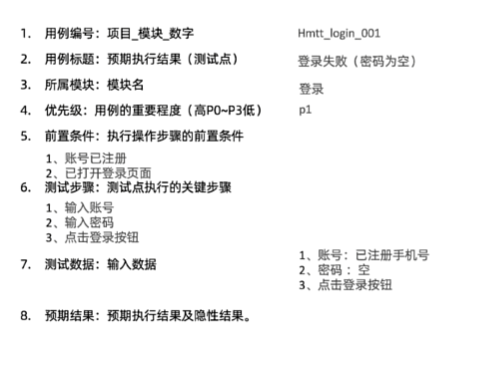 1. 用例编号：项目_模块_数字 Hmtt_login_001
2. 用例标题：预期执行结果（测试点） 登录失败（密码为空）
3. 所属模块：模块名 登录
4. 优先级：用例的重要程度（高P0~P3低） p1
5. 前置条件：执行操作步骤的前置条件
1、账号已注册
2、已打开登录页面
6. 测试步骤：测试点执行的关键步骤
1、输入账号
2、输入密码
3、点击登录按钮
7. 测试数据：输入数据
1、账号：已注册手机号
2、密码：空
3、点击登录按钮
8. 预期结果：预期执行结果及隐性结果。